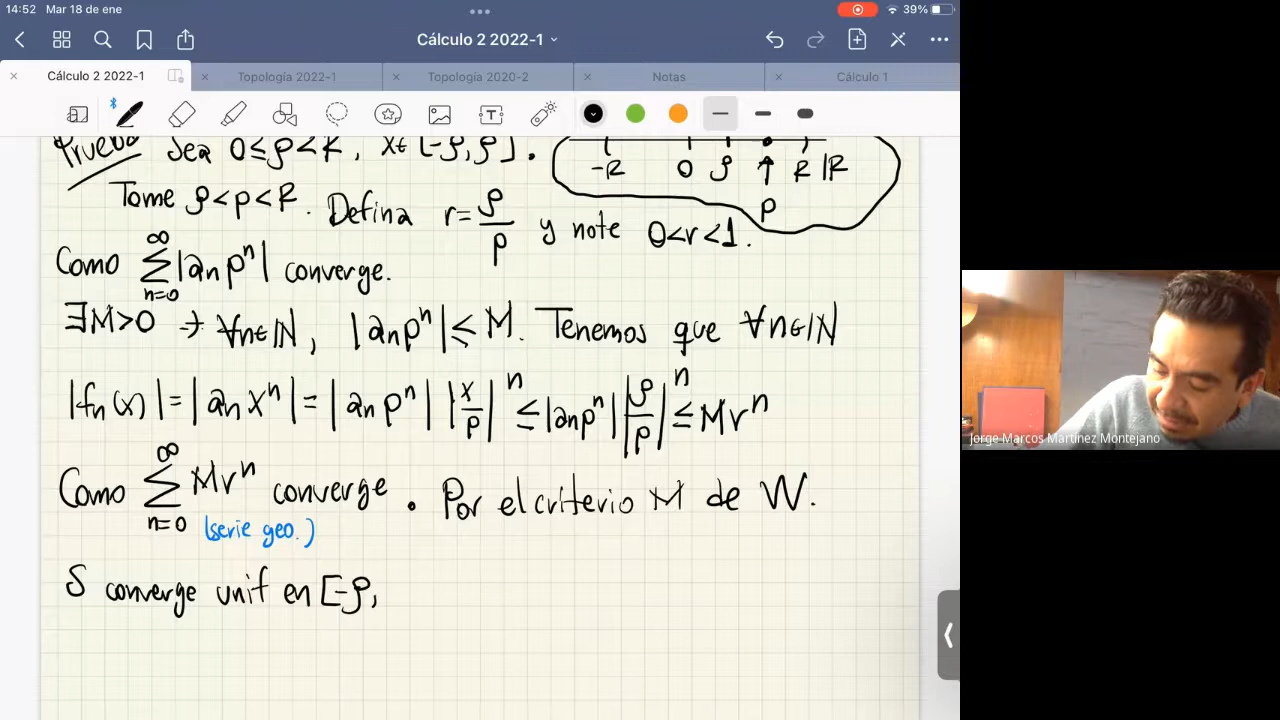 14:52 Mar 18 de ene
39%
Cálculo 2 2022-1
Cálculo 2 2022-1
Topología 2022-1
Topología 2020-2
Notas
Cálculo 1
Prueba Sea 0≤ρ<R, x∈[-ρ,ρ].
-R 0 ρ ↑ R ℝ
p
Tome ρ<p<R. Defina r=ρ/p y note 0<r<1.
Como ∑_{n=0}^{∞} |a_n p^n| converge.
∃M>0 ∀n∈ℕ, |a_n p^n| ≤ M. Tenemos que ∀n∈ℕ
|f_n(x)| = |a_n x^n| = |a_n p^n| |x/p|^n ≤ |a_n p^n| |ρ/p|^n ≤ Mr^n
Como ∑_{n=0}^{∞} Mr^n converge. Por el criterio M de W.
(serie geo.)
S converge unif en [-ρ,
Jorge Marcos Martínez Montejano